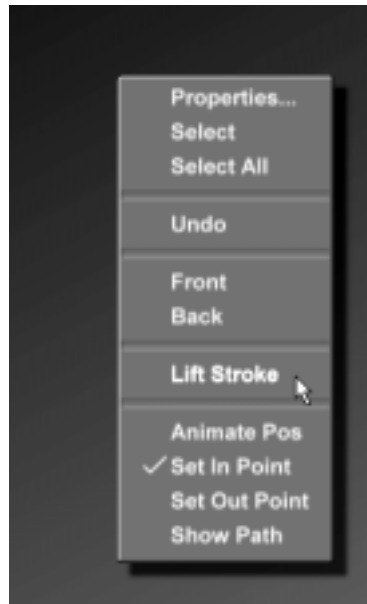 Properties...
Select
Select All
Undo
Front
Back
Lift Stroke
Animate Pos
Set In Point
Set Out Point
Show Path